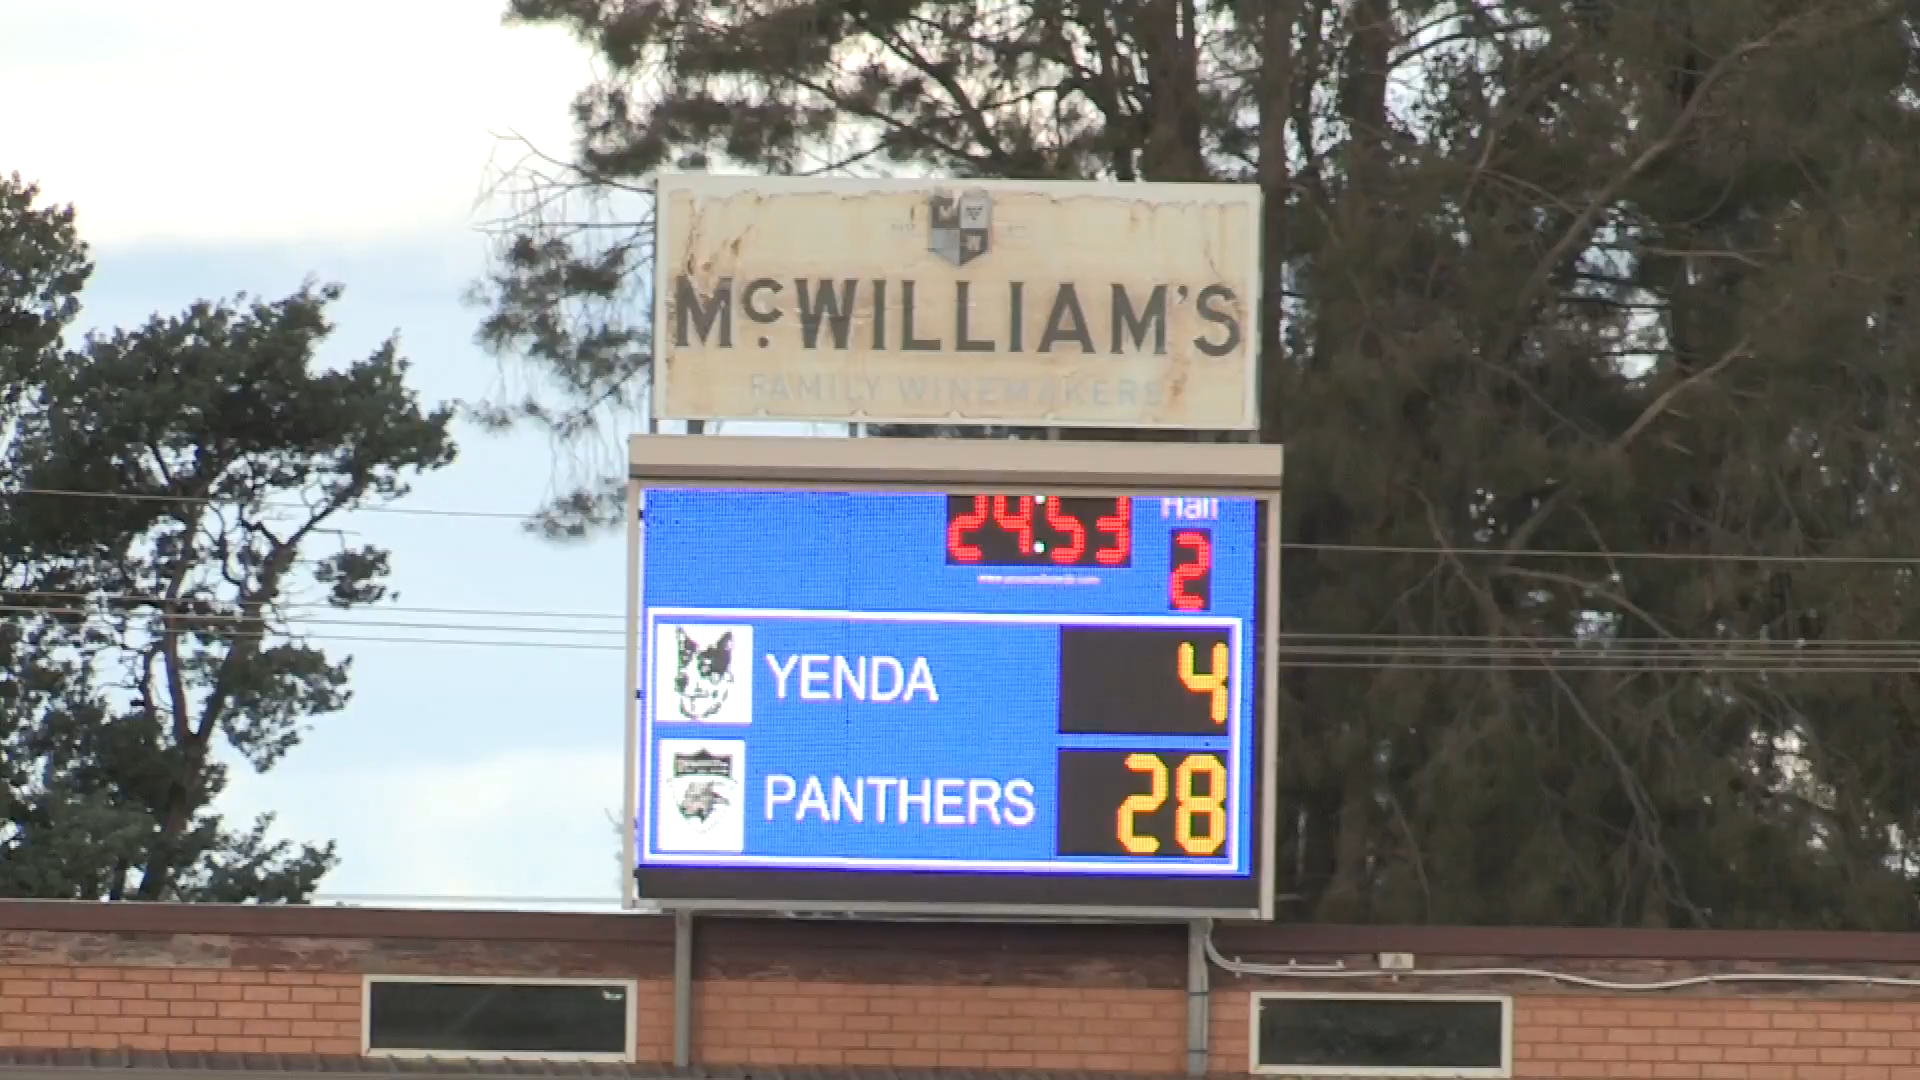 McWILLIAM'S
FAMILY WINEMAKERS
24:53
Half
2
YENDA
4
PANTHERS
28